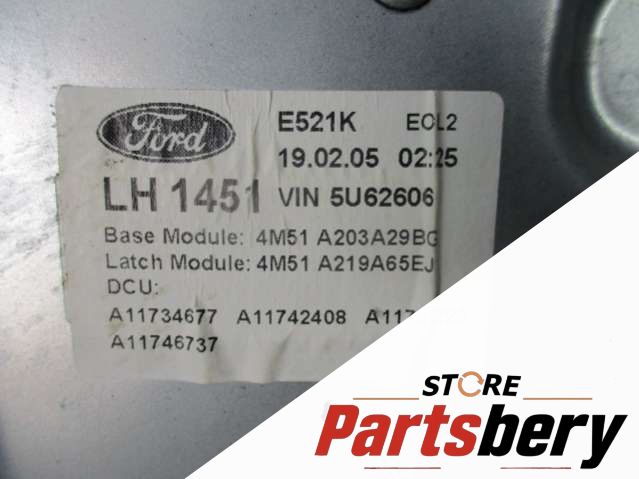 Ford
E521K ECL2
19.02.05 02:25
LH 1451 VIN 5U62606
Base Module: 4M51 A203A29BG
Latch Module: 4M51 A219A65EJ
DCU:
A11734677 A11742408
A11746737
STORE
Partsbery